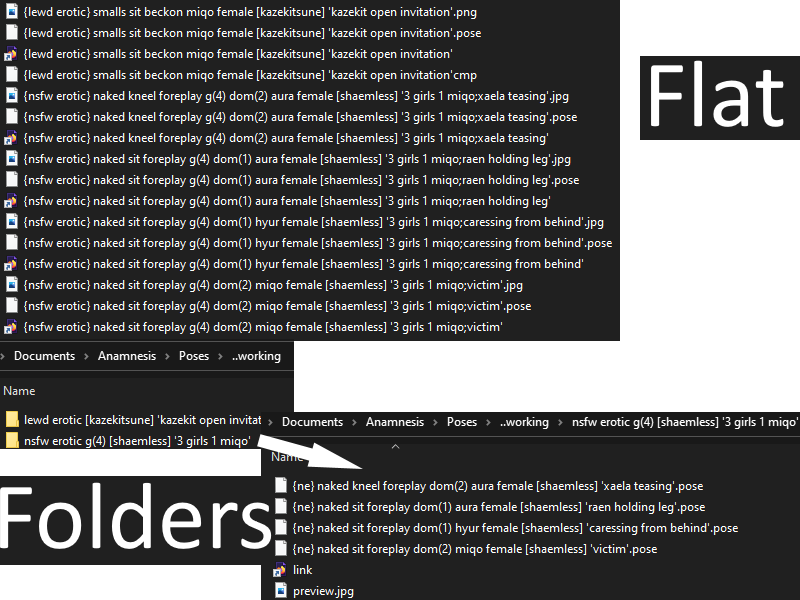 {lewd erotic} smalls sit beckon miqo female [kazekitsune] 'kazekit open invitation'.png
{lewd erotic} smalls sit beckon miqo female [kazekitsune] 'kazekit open invitation'.pose
{lewd erotic} smalls sit beckon miqo female [kazekitsune] 'kazekit open invitation'
{lewd erotic} smalls sit beckon miqo female [kazekitsune] 'kazekit open invitation'cmp
{nsfw erotic} naked kneel foreplay g(4) dom(2) aura female [shaemless] '3 girls 1 miqo;xaela teasing'.jpg
{nsfw erotic} naked kneel foreplay g(4) dom(2) aura female [shaemless] '3 girls 1 miqo;xaela teasing'.pose
{nsfw erotic} naked kneel foreplay g(4) dom(2) aura female [shaemless] '3 girls 1 miqo;xaela teasing'
{nsfw erotic} naked sit foreplay g(4) dom(1) aura female [shaemless] '3 girls 1 miqo;raen holding leg'.jpg
{nsfw erotic} naked sit foreplay g(4) dom(1) aura female [shaemless] '3 girls 1 miqo;raen holding leg'.pose
{nsfw erotic} naked sit foreplay g(4) dom(1) aura female [shaemless] '3 girls 1 miqo;raen holding leg'
{nsfw erotic} naked sit foreplay g(4) dom(1) hyur female [shaemless] '3 girls 1 miqo;caressing from behind'.jpg
{nsfw erotic} naked sit foreplay g(4) dom(1) hyur female [shaemless] '3 girls 1 miqo;caressing from behind'.pose
{nsfw erotic} naked sit foreplay g(4) dom(1) hyur female [shaemless] '3 girls 1 miqo;caressing from behind'
{nsfw erotic} naked sit foreplay g(4) dom(2) miqo female [shaemless] '3 girls 1 miqo;victim'.jpg
{nsfw erotic} naked sit foreplay g(4) dom(2) miqo female [shaemless] '3 girls 1 miqo;victim'.pose
{nsfw erotic} naked sit foreplay g(4) dom(2) miqo female [shaemless] '3 girls 1 miqo;victim'
Flat
Documents > Anamnesis > Poses > ..working
Name
lewd erotic [kazekitsune] 'kazekit open invitat
nsfw erotic g(4) [shaemless] '3 girls 1 miqo'
Folders
Documents > Anamnesis > Poses > ..working > nsfw erotic g(4) [shaemless] '3 girls 1 miqo'
Name
{ne} naked kneel foreplay dom(2) aura female [shaemless] 'xaela teasing'.pose
{ne} naked sit foreplay dom(1) aura female [shaemless] 'raen holding leg'.pose
{ne} naked sit foreplay dom(1) hyur female [shaemless] 'caressing from behind'.pose
{ne} naked sit foreplay dom(2) miqo female [shaemless] 'victim'.pose
link
preview.jpg